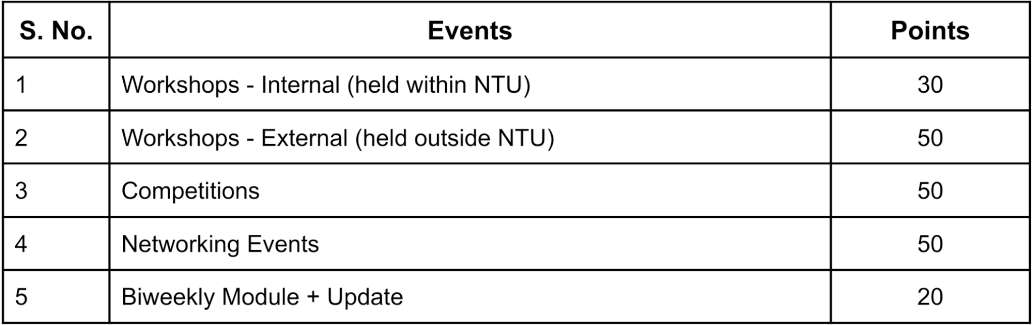 S. No. Events Points
1 Workshops - Internal (held within NTU) 30
2 Workshops - External (held outside NTU) 50
3 Competitions 50
4 Networking Events 50
5 Biweekly Module + Update 20